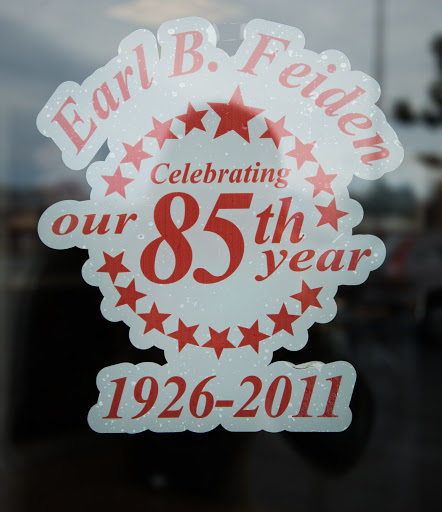 Earl B. Feiden
Celebrating
our 85th year
1926-2011